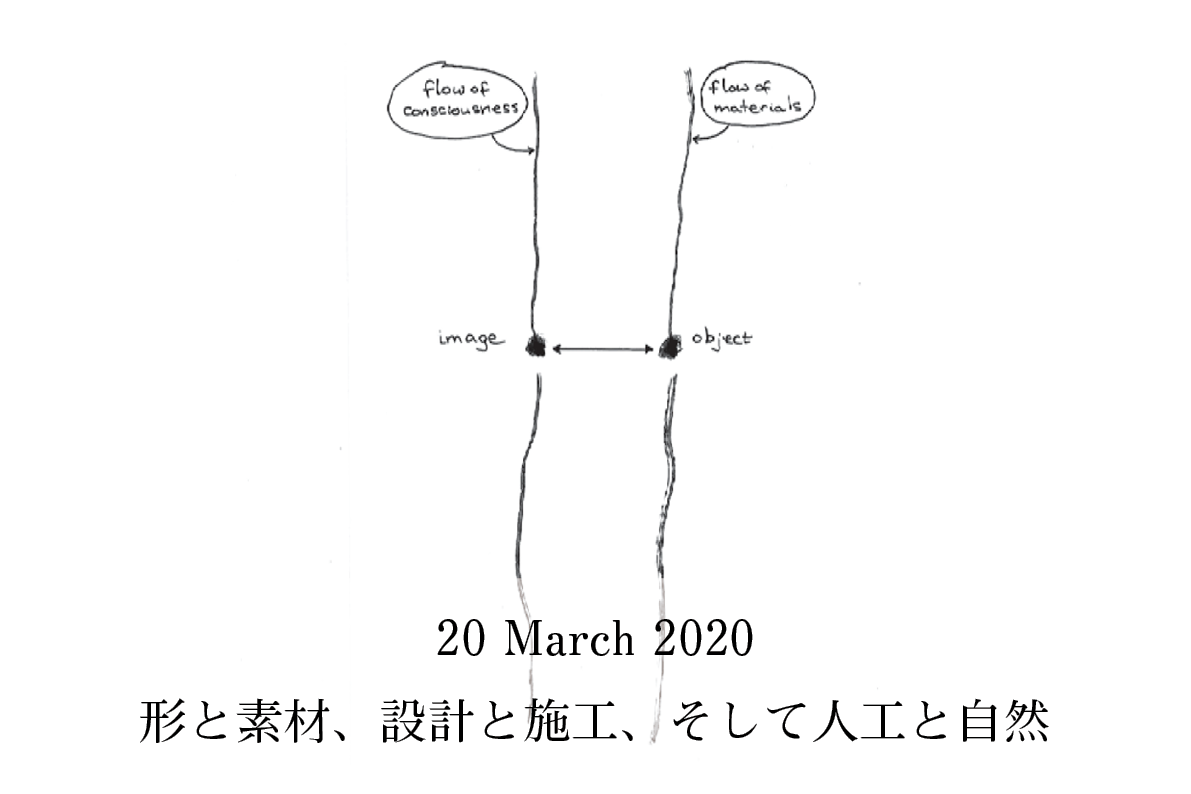 flow of
consciousness
flow of
materials
image
object
20 March 2020
形と素材、設計と施工、そして人工と自然